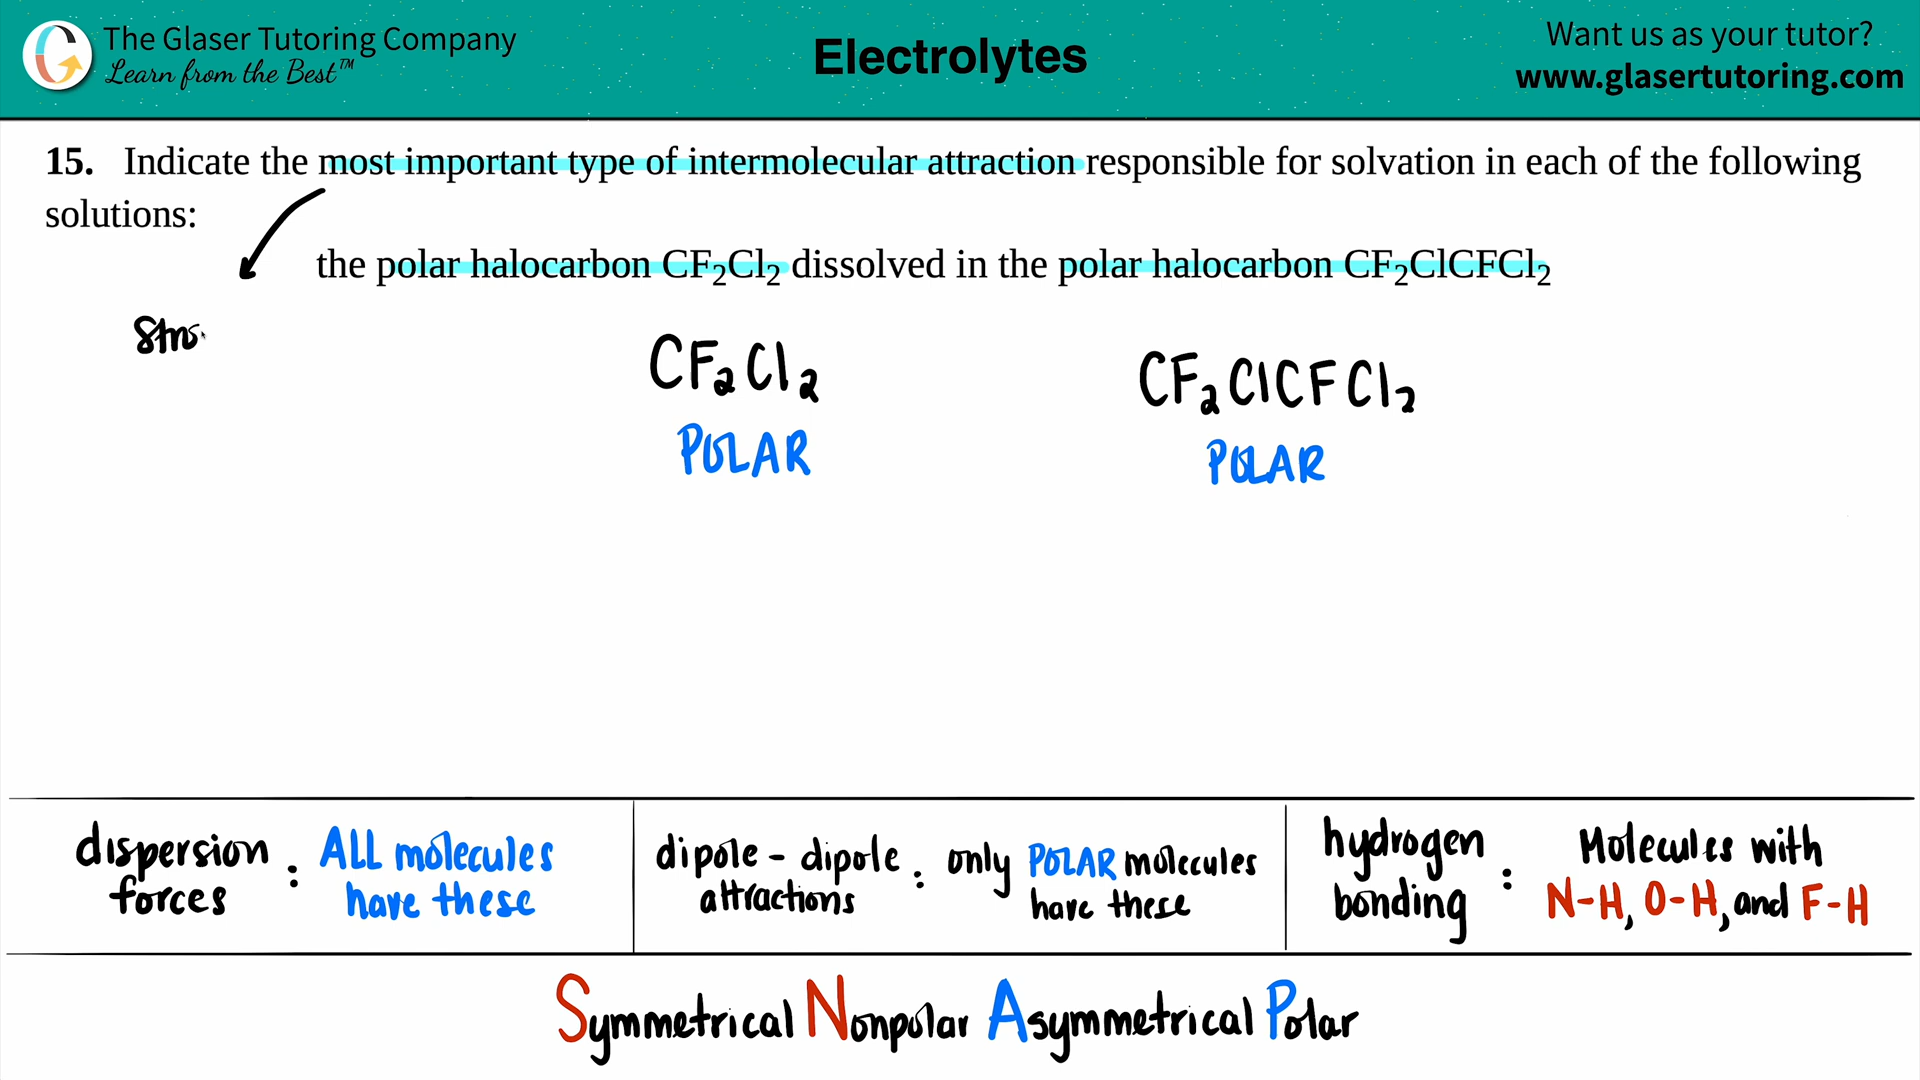 The Glaser Tutoring Company
Learn from the Best™
Electrolytes
Want us as your tutor?
www.glasertutoring.com
15. Indicate the most important type of intermolecular attraction responsible for solvation in each of the following
solutions:
the polar halocarbon CF₂Cl₂ dissolved in the polar halocarbon CF₂ClCFCl₂
Stro
CF₂Cl₂
POLAR
CF₂ClCFCl₂
POLAR
dispersion
forces :
ALL molecules
have these
dipole - dipole
attractions :
only POLAR molecules
have these
hydrogen
bonding :
Molecules with
N-H, O-H, and F-H
Symmetrical Nonpolar Asymmetrical Polar